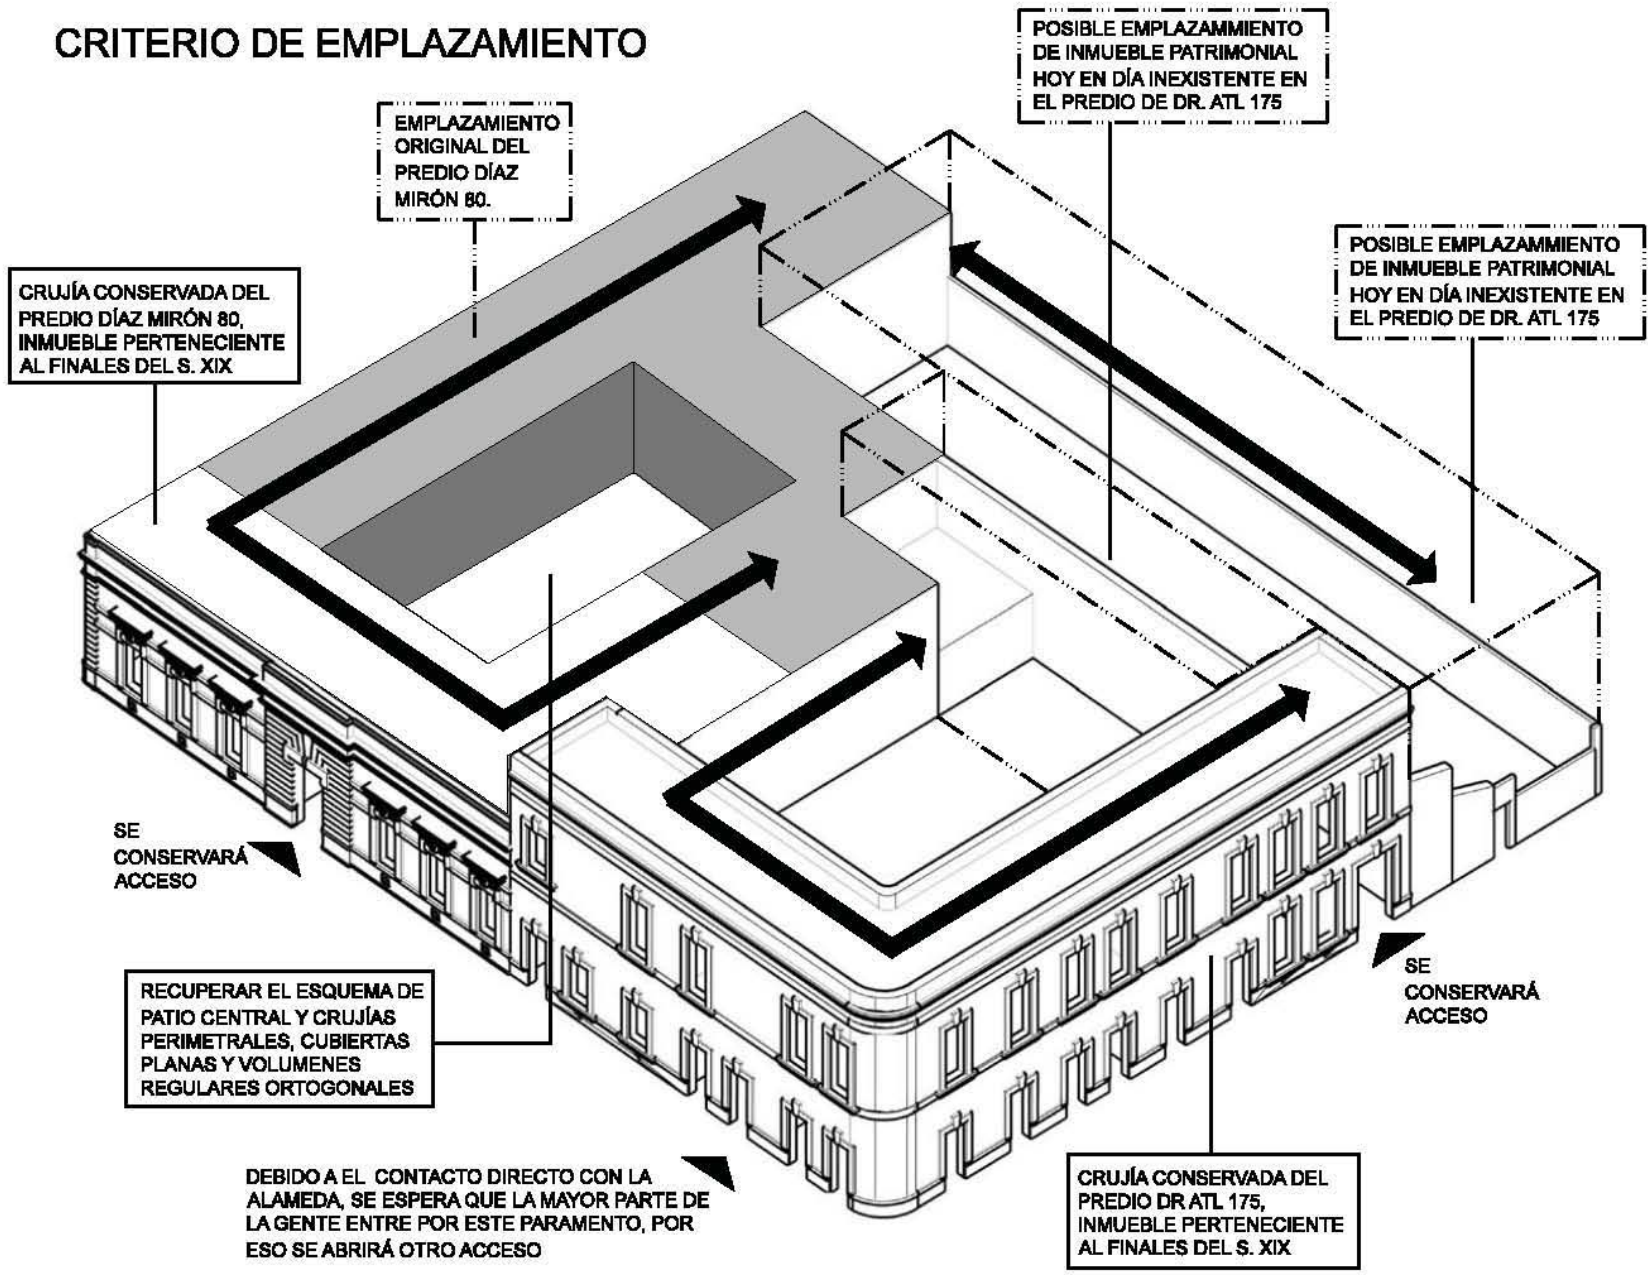 CRITERIO DE EMPLAZAMIENTO
POSIBLE EMPLAZAMMIENTO
DE INMUEBLE PATRIMONIAL
HOY EN DÍA INEXISTENTE EN
EL PREDIO DE DR. ATL 175
EMPLAZAMIENTO
ORIGINAL DEL
PREDIO DÍAZ
MIRÓN 80.
POSIBLE EMPLAZAMMIENTO
DE INMUEBLE PATRIMONIAL
HOY EN DÍA INEXISTENTE EN
EL PREDIO DE DR. ATL 175
CRUJÍA CONSERVADA DEL
PREDIO DÍAZ MIRÓN 80,
INMUEBLE PERTENECIENTE
AL FINALES DEL S. XIX
SE
CONSERVARÁ
ACCESO
RECUPERAR EL ESQUEMA DE
PATIO CENTRAL Y CRUJÍAS
PERIMETRALES, CUBIERTAS
PLANAS Y VOLUMENES
REGULARES ORTOGONALES
SE
CONSERVARÁ
ACCESO
DEBIDO A EL CONTACTO DIRECTO CON LA
ALAMEDA, SE ESPERA QUE LA MAYOR PARTE DE
LA GENTE ENTRE POR ESTE PARAMENTO, POR
ESO SE ABRIRÁ OTRO ACCESO
CRUJÍA CONSERVADA DEL
PREDIO DR ATL 175,
INMUEBLE PERTENECIENTE
AL FINALES DEL S. XIX